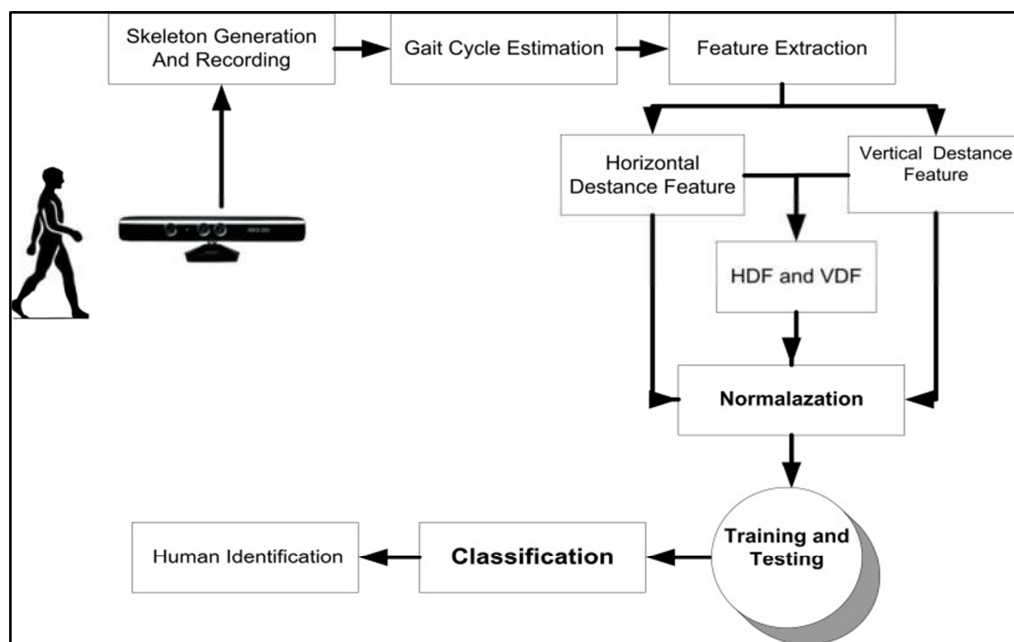 Skeleton Generation
And Recording
Gait Cycle Estimation
Feature Extraction
Horizontal
Destance Feature
Vertical Destance
Feature
HDF and VDF
Normalazation
Training and
Testing
Classification
Human Identification